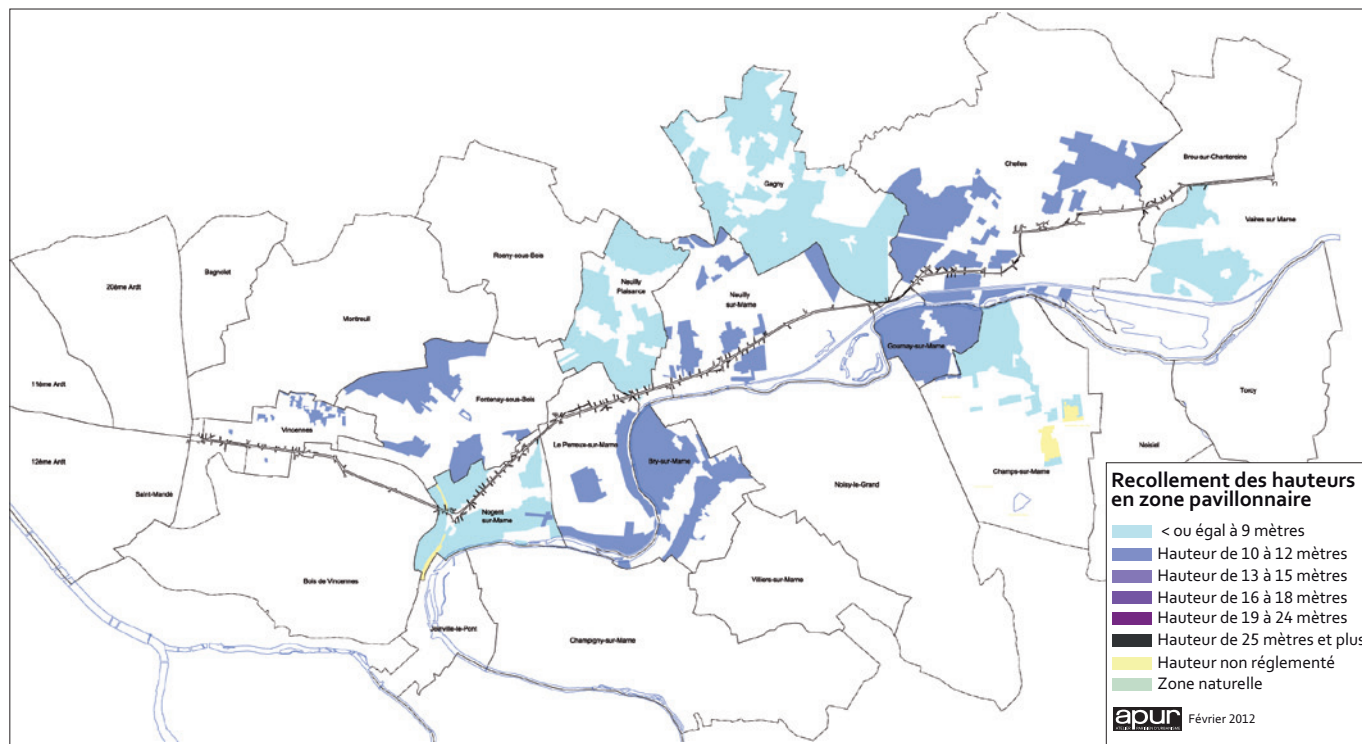 Brou-sur-Chantereine
Chelles
Gagny
Vaires sur Marne
Rosny-sous-Bois
Bagnolet
20ème Ardt
Neuilly
Plaisance
Neuilly
sur-Marne
Montreuil
Gournay-sur-Marne
11ème Ardt
Torcy
Fontenay-sous-Bois
Vincennes
Le Perreux-sur-Marne
Noisiel
12ème Ardt
Bry-sur-Marne
Champs-sur-Marne
Noisy-le-Grand
Saint-Mandé
Nogent
sur-Marne
Bois de Vincennes
Villiers-sur-Marne
Joinville-le-Pont
Champigny-sur-Marne
Recollement des hauteurs
en zone pavillonnaire
< ou égal à 9 mètres
Hauteur de 10 à 12 mètres
Hauteur de 13 à 15 mètres
Hauteur de 16 à 18 mètres
Hauteur de 19 à 24 mètres
Hauteur de 25 mètres et plus
Hauteur non réglementé
Zone naturelle
apur
Février 2012